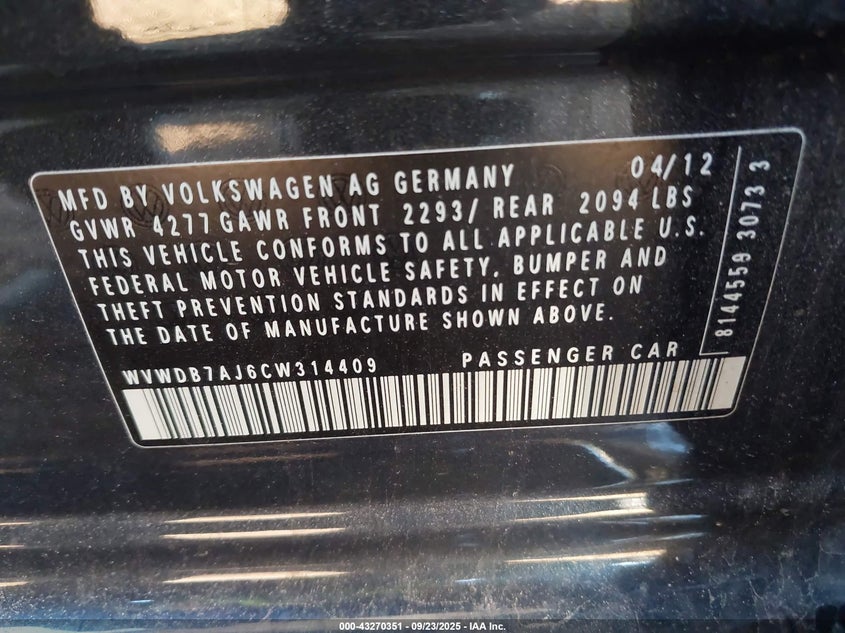 MFD BY VOLKSWAGEN AG GERMANY 04/12
GVWR 4277 GAWR FRONT 2293/ REAR 2094 LBS
THIS VEHICLE CONFORMS TO ALL APPLICABLE U.S.
FEDERAL MOTOR VEHICLE SAFETY, BUMPER AND
THEFT PREVENTION STANDARDS IN EFFECT ON
THE DATE OF MANUFACTURE SHOWN ABOVE.
WVWDB7AJ6CW314409 PASSENGER CAR
8144559 3073 3
000-43270351 - 09/23/2025 - IAA Inc.